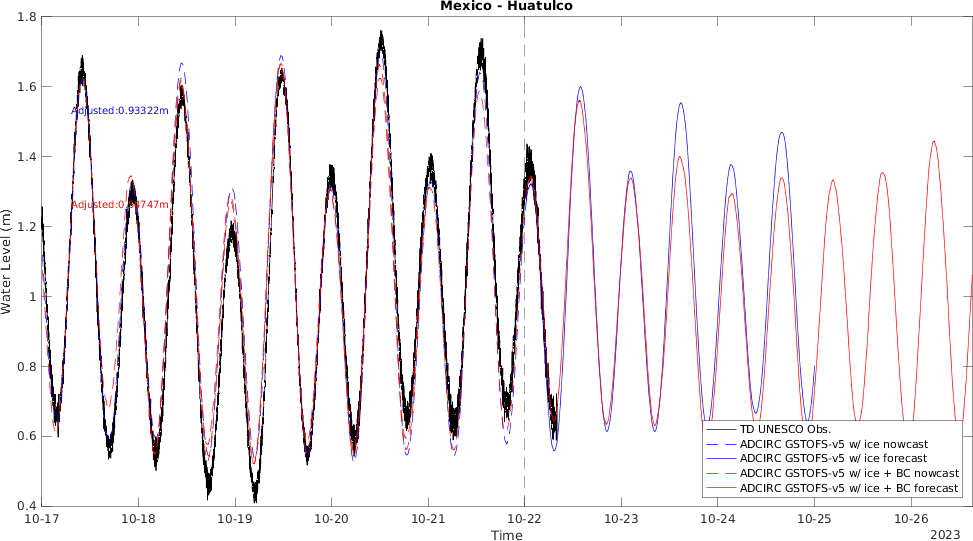 Mexico - Huatulco
1.8
1.6
1.4
1.2
1
0.8
0.6
0.4
Water Level (m)
Adjusted:0.93322m
TD UNESCO Obs.
ADCIRC GSTOFS-v5 w/ ice nowcast
ADCIRC GSTOFS-v5 w/ ice forecast
ADCIRC GSTOFS-v5 w/ ice + BC nowcast
ADCIRC GSTOFS-v5 w/ ice + BC forecast
10-17 10-18 10-19 10-20 10-21 10-22 10-23 10-24 10-25 10-26
Time
2023